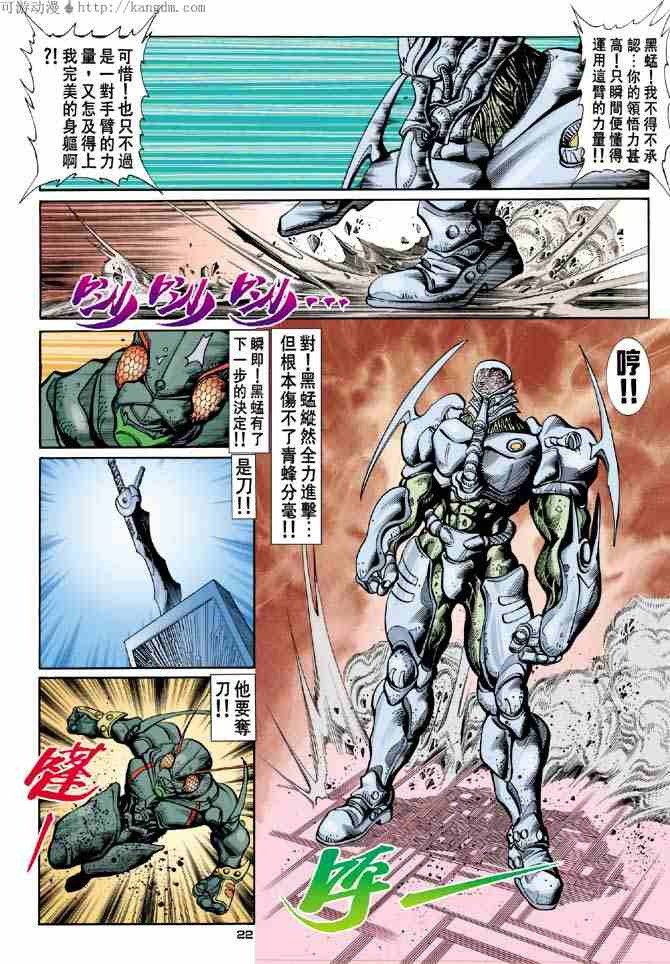 可游动漫 http://kangdm.com
黑蜢！我不得不承
認…你的領悟力甚
高！只瞬間便懂得
運用這臂的力量!!
可惜！也只不過
是一對手臂的力
量，又怎及得上
我完美的身軀啊
?!
對！黑蜢縱然全力進擊…
但根本傷不了青蜂分毫!!
哼!!
瞬即！黑蜢有了
下一步的決定!!
是刀!!
他要奪
刀!!
呼—
22